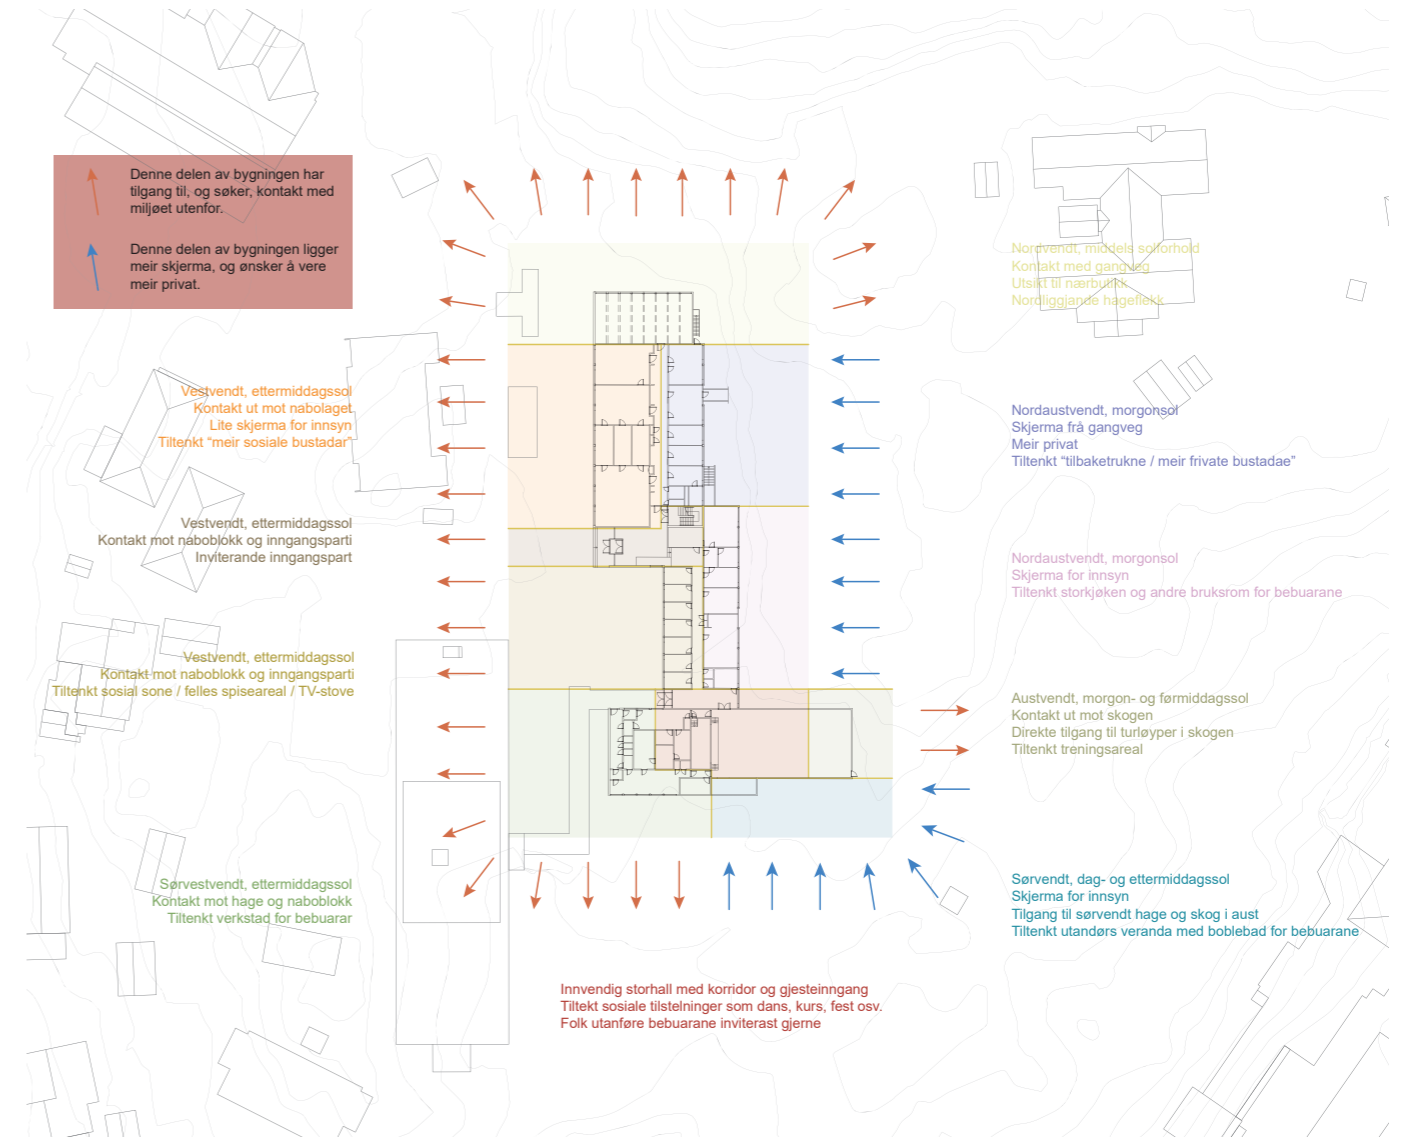 Denne delen av bygningen har
tilgang til, og søker, kontakt med
miljøet utenfor.
Denne delen av bygningen ligger
meir skjerma, og ønsker å vere
meir privat.
Nordvendt, middels solforhold
Kontakt med gangveg
Utsikt til nærbutikk
Nordliggjande hageflekk
Vestvendt, ettermiddagssol
Kontakt ut mot nabolaget
Lite skjerma for innsyn
Tiltenkt “meir sosiale bustadar”
Nordaustvendt, morgonsol
Skjerma frå gangveg
Meir privat
Tiltenkt “tilbaketrukne / meir frivate bustadae”
Vestvendt, ettermiddagssol
Kontakt mot naboblokk og inngangsparti
Inviterande inngangspart
Nordaustvendt, morgonsol
Skjerma for innsyn
Tiltenkt storkjøken og andre bruksrom for bebuarane
Vestvendt, ettermiddagssol
Kontakt mot naboblokk og inngangsparti
Tiltenkt sosial sone / felles spiseareal / TV-stove
Austvendt, morgon- og førmiddagssol
Kontakt ut mot skogen
Direkte tilgang til turløyper i skogen
Tiltenkt treningsareal
Sørvestvendt, ettermiddagssol
Kontakt mot hage og naboblokk
Tiltenkt verkstad for bebuarar
Sørvendt, dag- og ettermiddagssol
Skjerma for innsyn
Tilgang til sørvendt hage og skog i aust
Tiltenkt utandørs veranda med boblebad for bebuarane
Innvendig storhall med korridor og gjesteinngang
Tiltekt sosiale tilstelninger som dans, kurs, fest osv.
Folk utanføre bebuarane inviterast gjerne